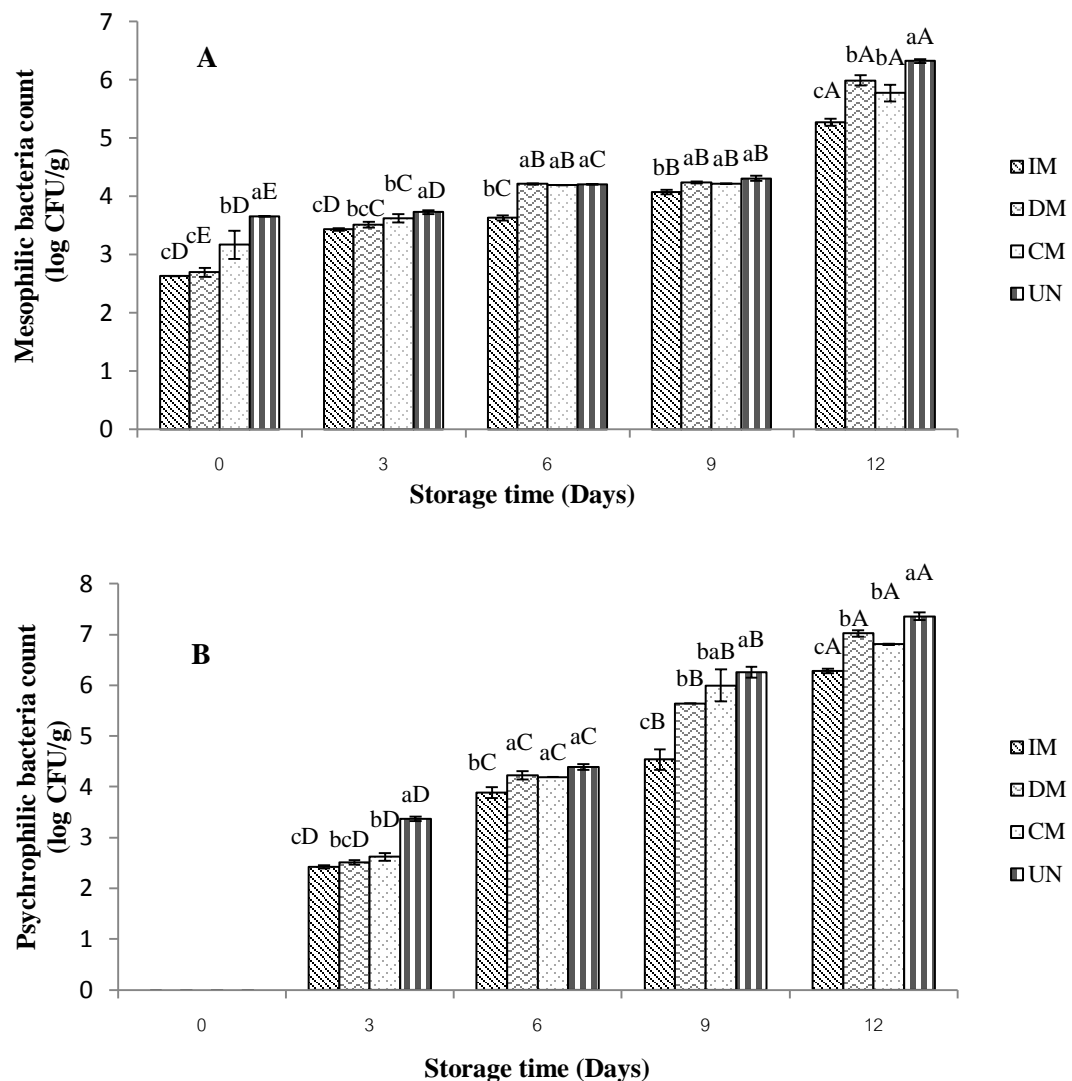 A
Mesophilic bacteria count
(log CFU/g)
7
6
5
4
3
2
1
0
cD cE bD aE
cD bcC bC aD
bC aB aB aC
bB aB aB aB
cA bA bA aA
0 3 6 9 12
Storage time (Days)
IM
DM
CM
UN
B
Psychrophilic bacteria count
(log CFU/g)
8
7
6
5
4
3
2
1
0
cD bcD bD aD
bC aC aC aC
cB bB baB aB
cA bA bA aA
0 3 6 9 12
Storage time (Days)
IM
DM
CM
UN